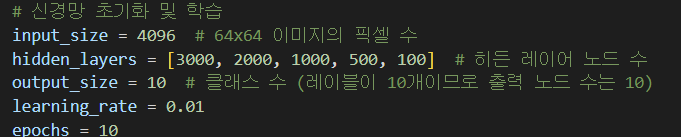 # 신경망 초기화 및 학습
input_size = 4096  # 64x64 이미지의 픽셀 수
hidden_layers = [3000, 2000, 1000, 500, 100]  # 히든 레이어 노드 수
output_size = 10  # 클래스 수 (레이블이 10개이므로 출력 노드 수는 10)
learning_rate = 0.01
epochs = 10